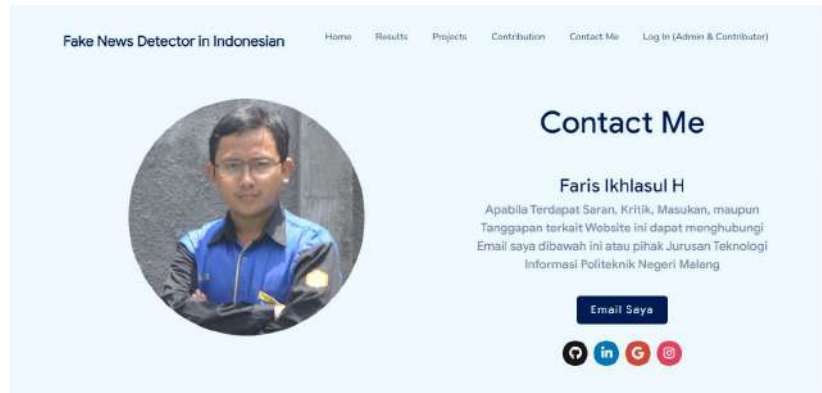 Fake News Detector in Indonesian
Home Results Projects Contribution Contact Me Log In (Admin & Contributor)
Contact Me
Faris Ikhlasul H
Apabila Terdapat Saran, Kritik, Masukan, maupun
Tanggapan terkait Website ini dapat menghubungi
Email saya dibawah ini atau pihak Jurusan Teknologi
Informasi Politeknik Negeri Malang
Email Saya
in
G